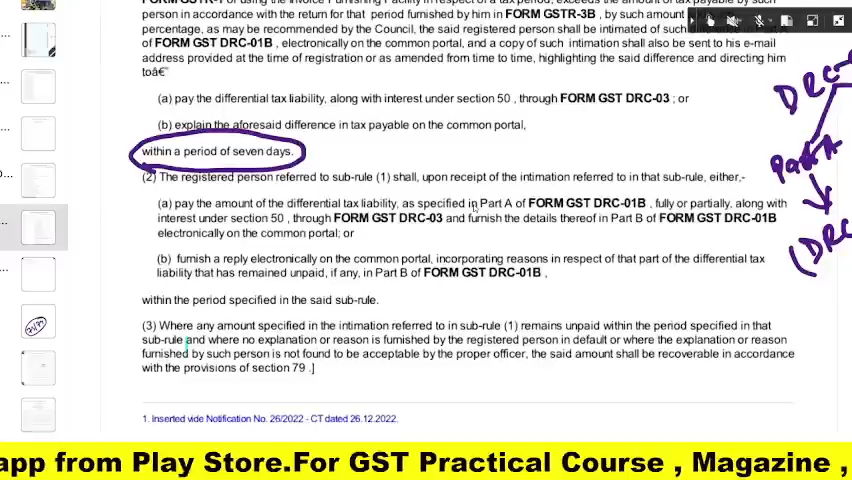 FORM GSTR-1 or using the Invoice Furnishing Facility in respect of a tax period, exceeds the amount of tax payable by such
person in accordance with the return for that period furnished by him in FORM GSTR-3B , by such amount
percentage, as may be recommended by the Council, the said registered person shall be intimated of such
of FORM GST DRC-01B , electronically on the common portal, and a copy of such intimation shall also be sent to his e-mail
address provided at the time of registration or as amended from time to time, highlighting the said difference and directing him
toâ€"
(a) pay the differential tax liability, along with interest under section 50 , through FORM GST DRC-03 ; or
(b) explain the aforesaid difference in tax payable on the common portal,
within a period of seven days.
(2) The registered person referred to sub-rule (1) shall, upon receipt of the intimation referred to in that sub-rule, either,-
(a) pay the amount of the differential tax liability, as specified in Part A of FORM GST DRC-01B , fully or partially, along with
interest under section 50 , through FORM GST DRC-03 and furnish the details thereof in Part B of FORM GST DRC-01B
electronically on the common portal; or
(b) furnish a reply electronically on the common portal, incorporating reasons in respect of that part of the differential tax
liability that has remained unpaid, if any, in Part B of FORM GST DRC-01B ,
within the period specified in the said sub-rule.
(3) Where any amount specified in the intimation referred to in sub-rule (1) remains unpaid within the period specified in that
sub-rule and where no explanation or reason is furnished by the registered person in default or where the explanation or reason
furnished by such person is not found to be acceptable by the proper officer, the said amount shall be recoverable in accordance
with the provisions of section 79 .]
1. Inserted vide Notification No. 26/2022 - CT dated 26.12.2022.
DRC-
Part A
(DRC
app from Play Store.For GST Practical Course , Magazine ,